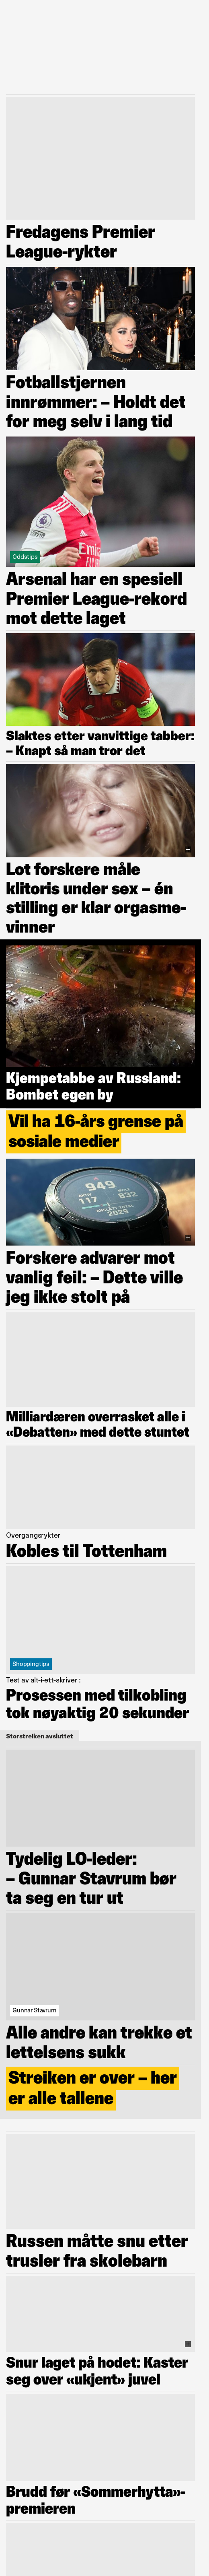 Fredagens Premier
League-rykter
Fotballstjernen
innrømmer: – Holdt det
for meg selv i lang tid
Oddstips
Arsenal har en spesiell
Premier League-rekord
mot dette laget
Slaktes etter vanvittige tabber:
– Knapt så man tror det
Lot forskere måle
klitoris under sex – én
stilling er klar orgasme-
vinner
Kjempetabbe av Russland:
Bombet egen by
Vil ha 16-års grense på
sosiale medier
949
117
832
2029
Forskere advarer mot
vanlig feil: – Dette ville
jeg ikke stolt på
Milliardæren overrasket alle i
«Debatten» med dette stuntet
Overgangsrykter
Kobles til Tottenham
Shoppingtips
Test av alt-i-ett-skriver :
Prosessen med tilkobling
tok nøyaktig 20 sekunder
Storstreiken avsluttet
Tydelig LO-leder:
– Gunnar Stavrum bør
ta seg en tur ut
Gunnar Stavrum
Alle andre kan trekke et
lettelsens sukk
Streiken er over – her
er alle tallene
Russen måtte snu etter
trusler fra skolebarn
Snur laget på hodet: Kaster
seg over «ukjent» juvel
Brudd før «Sommerhytta»-
premieren